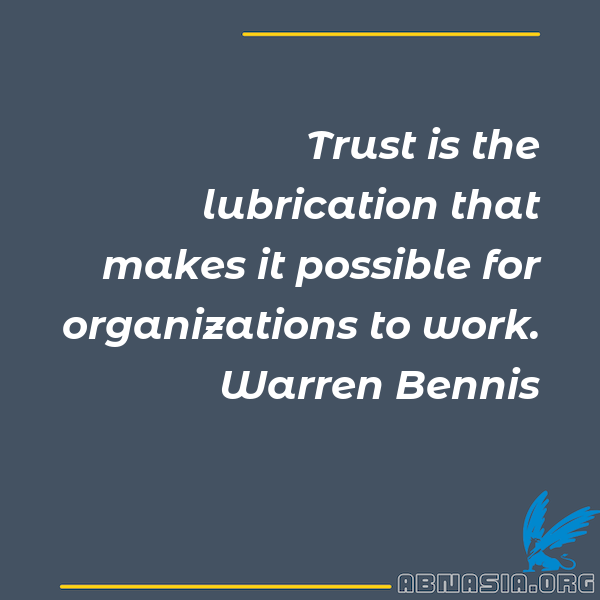 Trust is the
lubrication that
makes it possible for
organizations to work.
Warren Bennis
ABNASIA.ORG